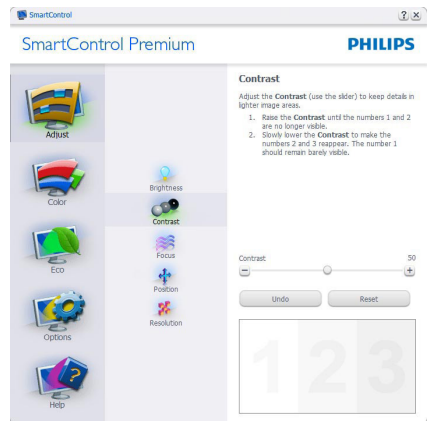 SmartControl
? x
SmartControl Premium
PHILIPS
Adjust
Color
Eco
Options
Help
Brightness
Contrast
Focus
Position
Resolution
Contrast
Adjust the Contrast (use the slider) to keep details in
lighter image areas.
1. Raise the Contrast until the numbers 1 and 2
are no longer visible.
2. Slowly lower the Contrast to make the
numbers 2 and 3 reappear. The number 1
should remain barely visible.
Contrast 50
Undo Reset
1 2 3